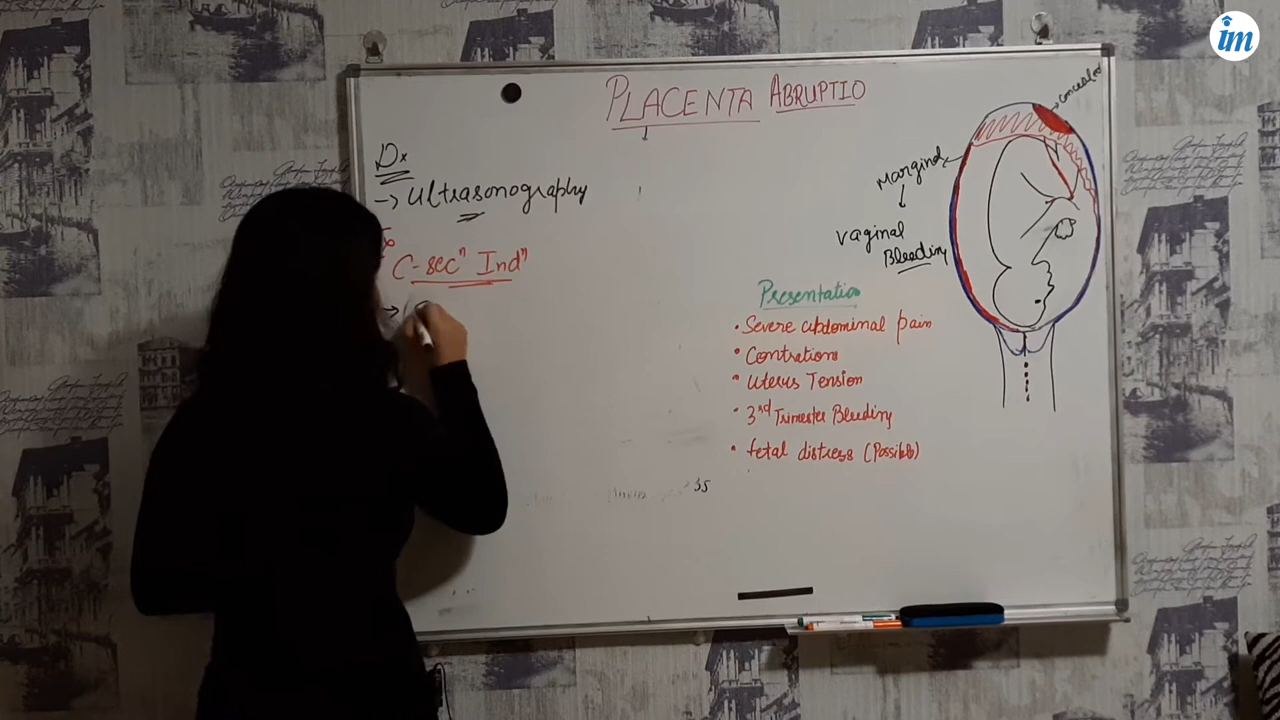 im
PLACENTA ABRUPTIO
Dx
→ Ultrasonography
C-secⁿ Indⁿ
→
concealed
Marginal
↓
Vaginal
Bleeding
Presentation
• Severe abdominal pain
• Contrations
• Uterus Tension
• 3rd Trimester Bleeding
• fetal distress (Possible)